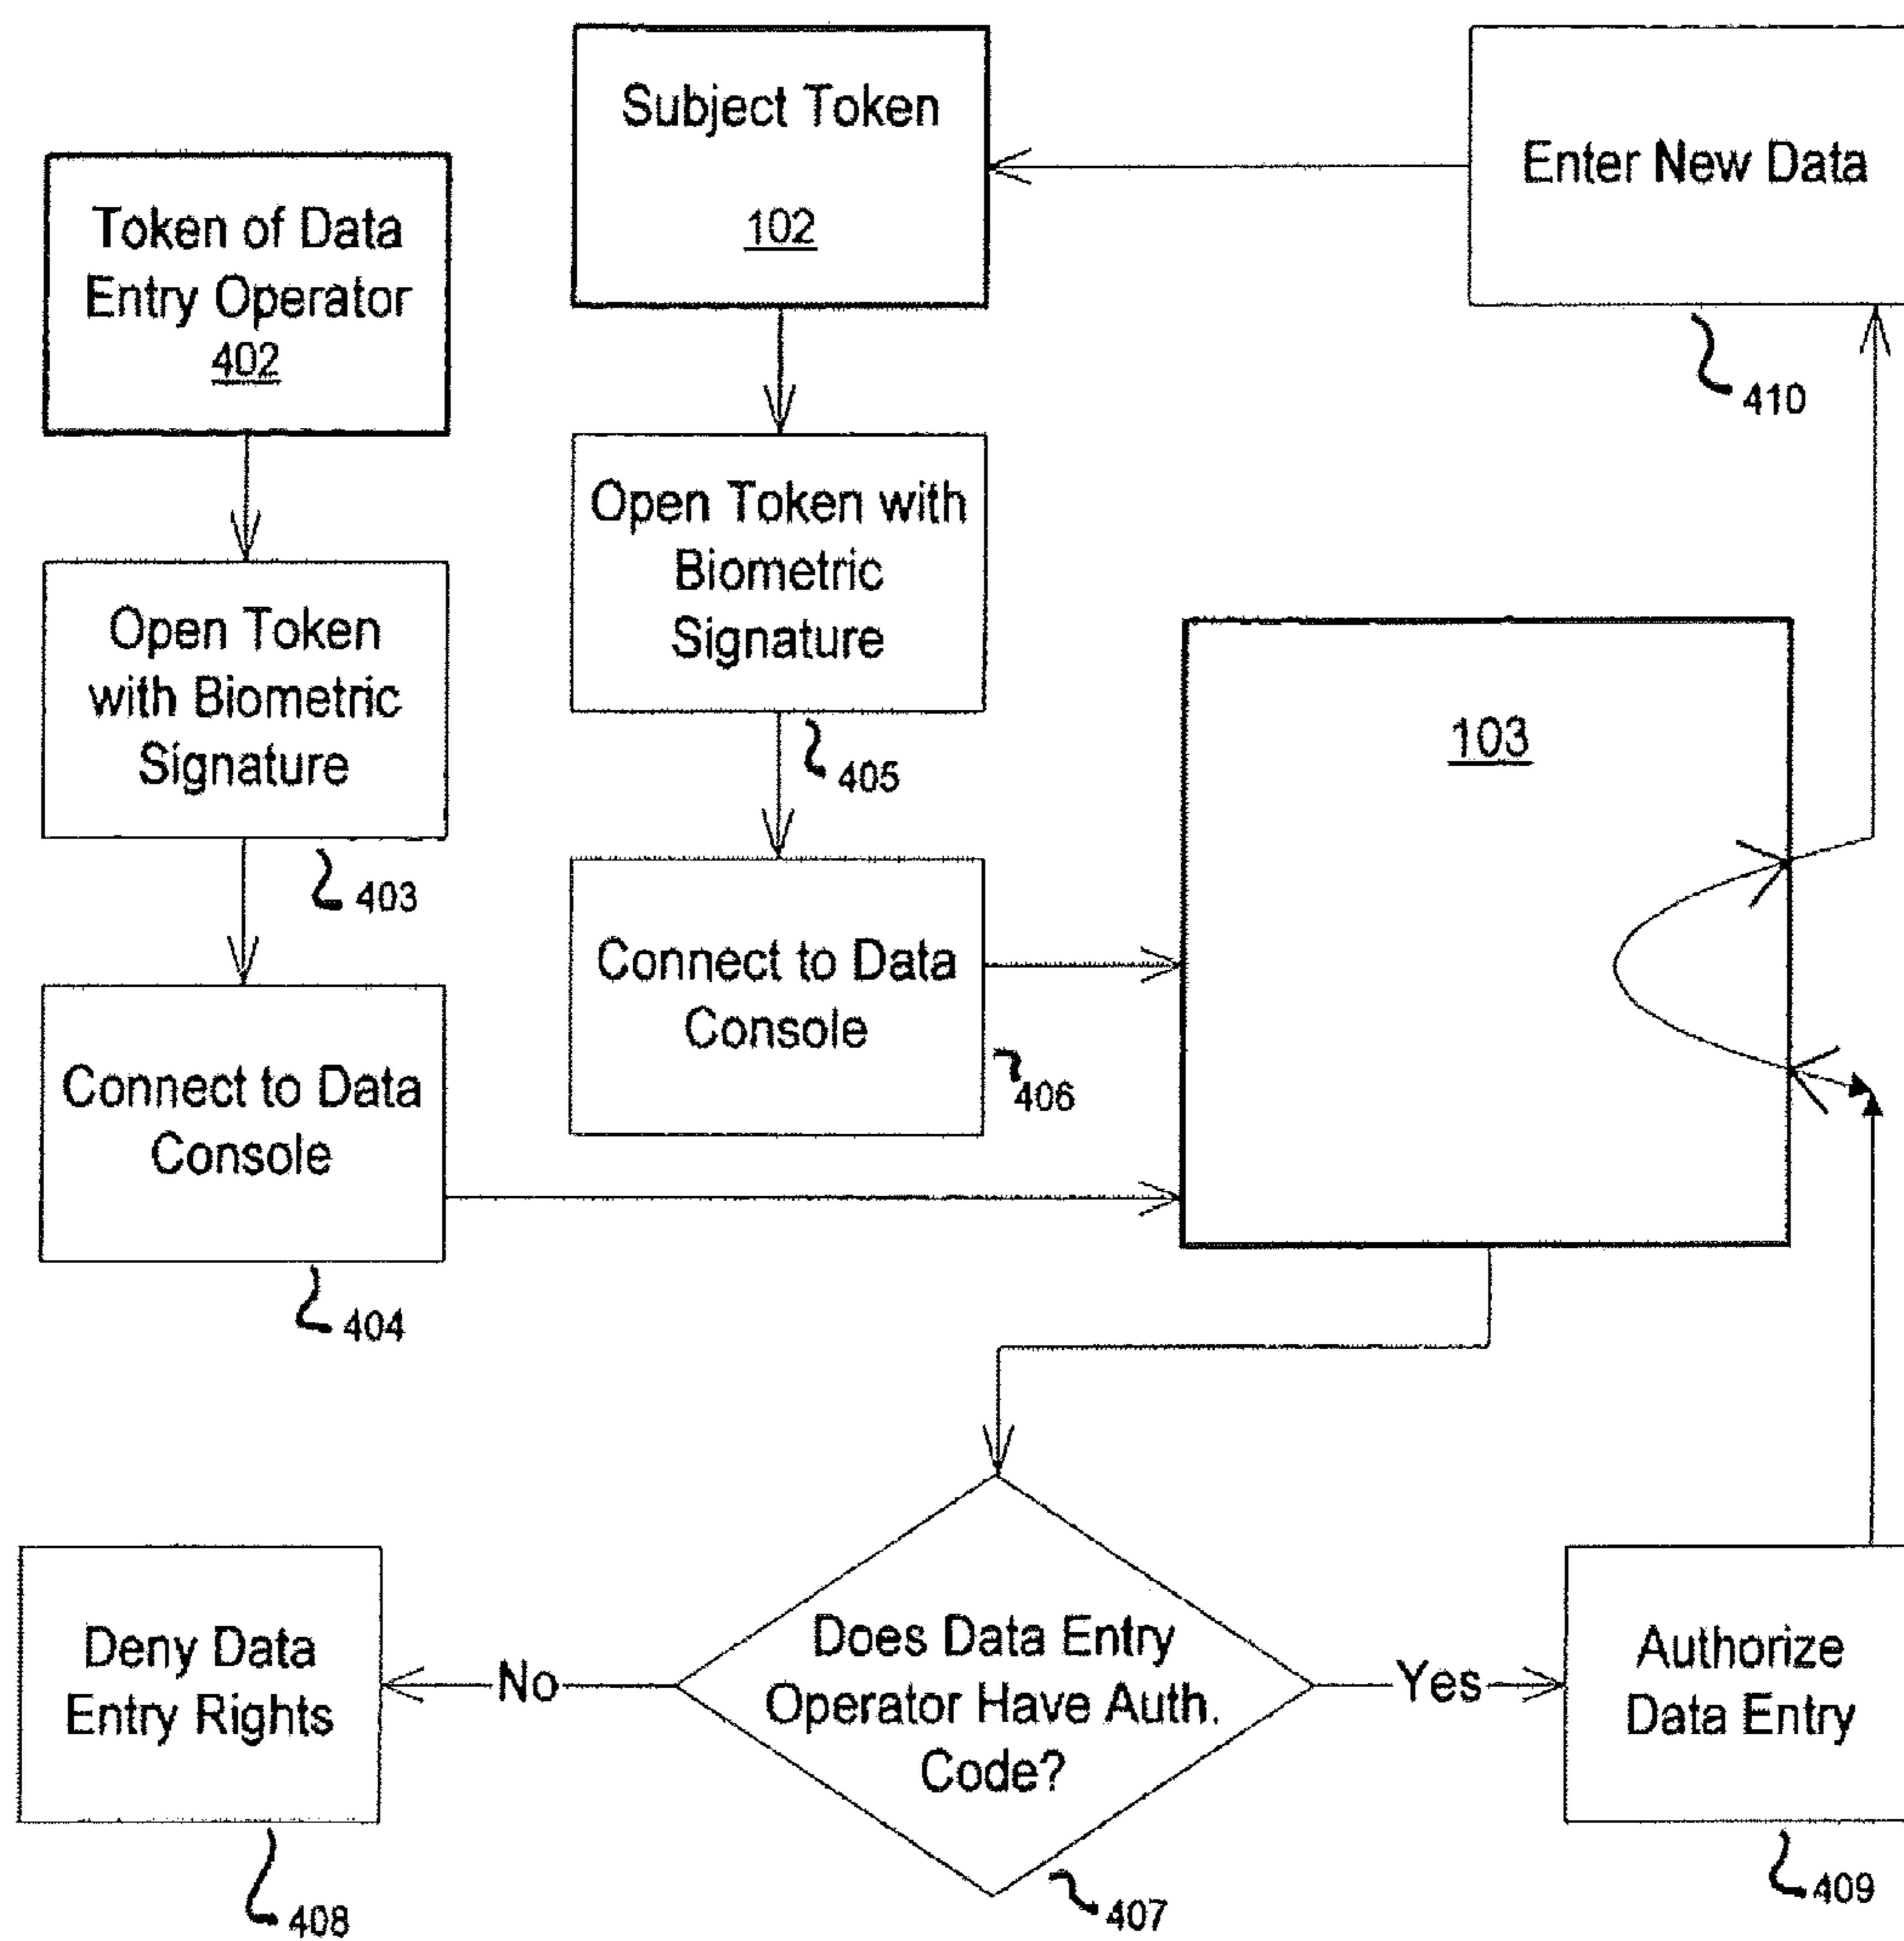 Subject Token
102
Enter New Data
410
Token of Data
Entry Operator
402
Open Token with
Biometric
Signature
405
Open Token
with Biometric
Signature
403
103
Connect to Data
Console
406
Connect to Data
Console
404
Does Data Entry
Operator Have Auth.
Code?
407
No
Yes
Deny Data
Entry Rights
408
Authorize
Data Entry
409